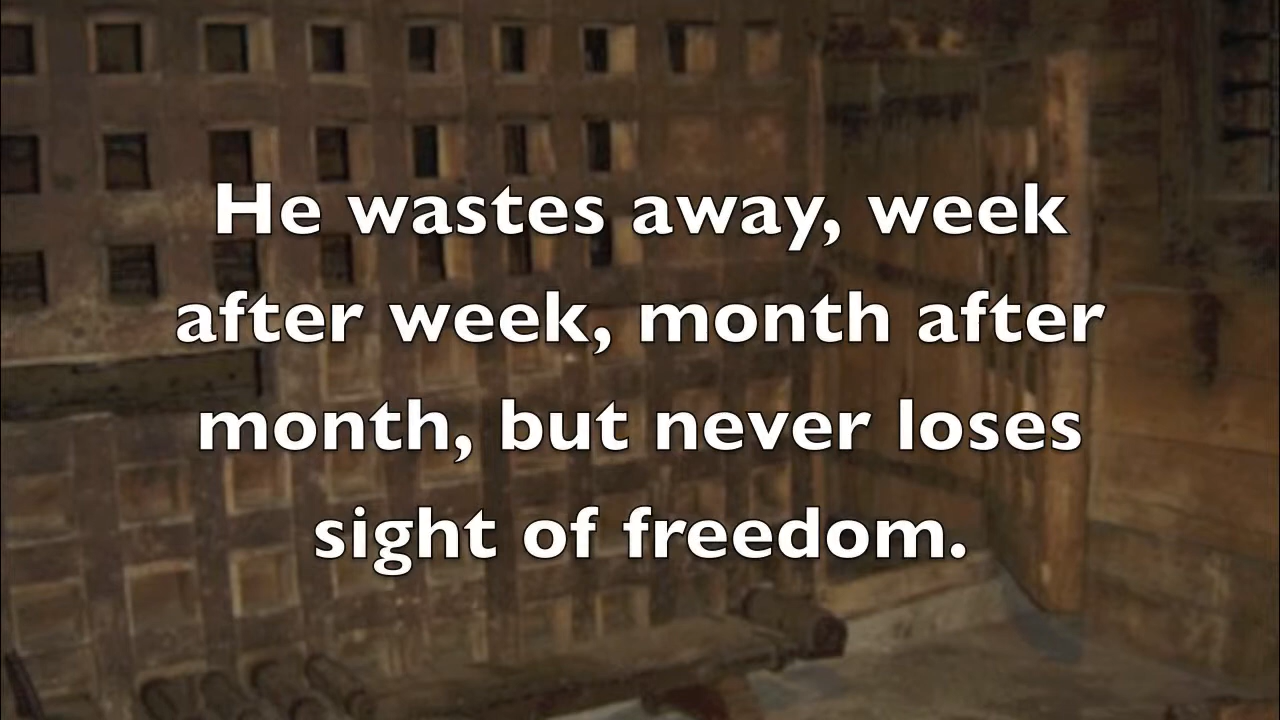 He wastes away, week
after week, month after
month, but never loses
sight of freedom.